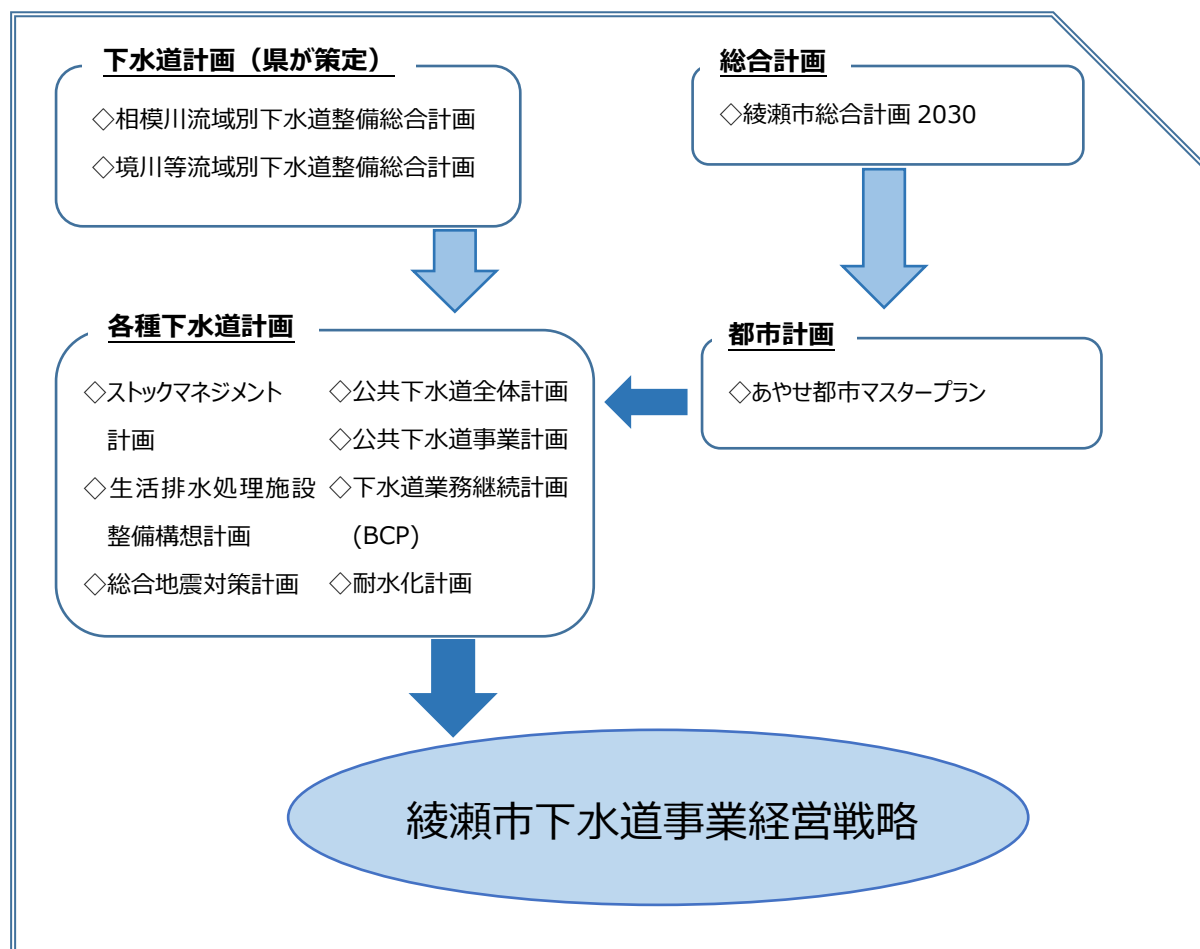 下水道計画（県が策定）
◇相模川流域別下水道整備総合計画
◇境川等流域別下水道整備総合計画
総合計画
◇綾瀬市総合計画 2030
各種下水道計画
◇ストックマネジメント
計画
◇生活排水処理施設
整備構想計画
◇総合地震対策計画
◇公共下水道全体計画
◇公共下水道事業計画
◇下水道業務継続計画
(BCP)
◇耐水化計画
都市計画
◇あやせ都市マスタープラン
綾瀬市下水道事業経営戦略